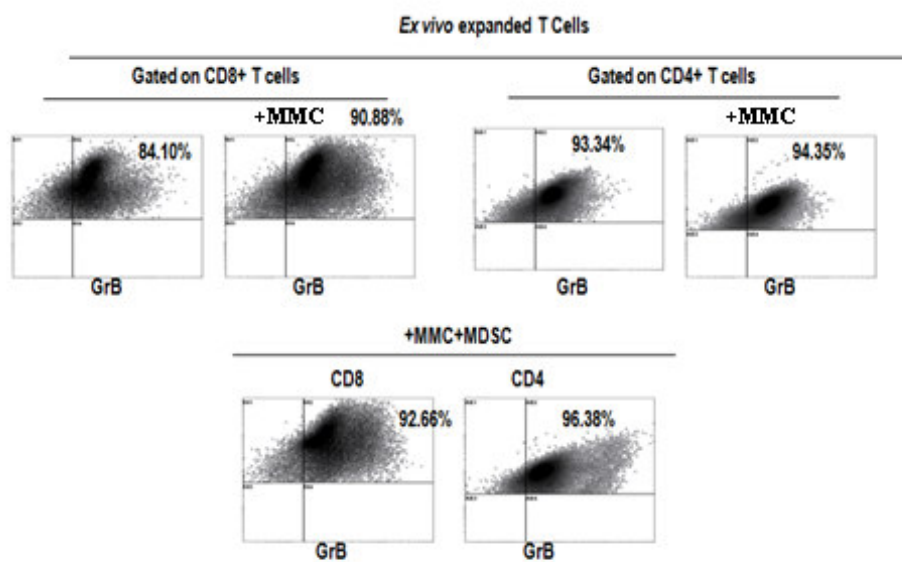 Ex vivo expanded T Cells
Gated on CD8+ T cells
Gated on CD4+ T cells
+MMC
90.88%
+MMC
84.10%
93.34%
94.35%
GrB
GrB
GrB
GrB
+MMC+MDSC
CD8
CD4
92.66%
96.38%
GrB
GrB